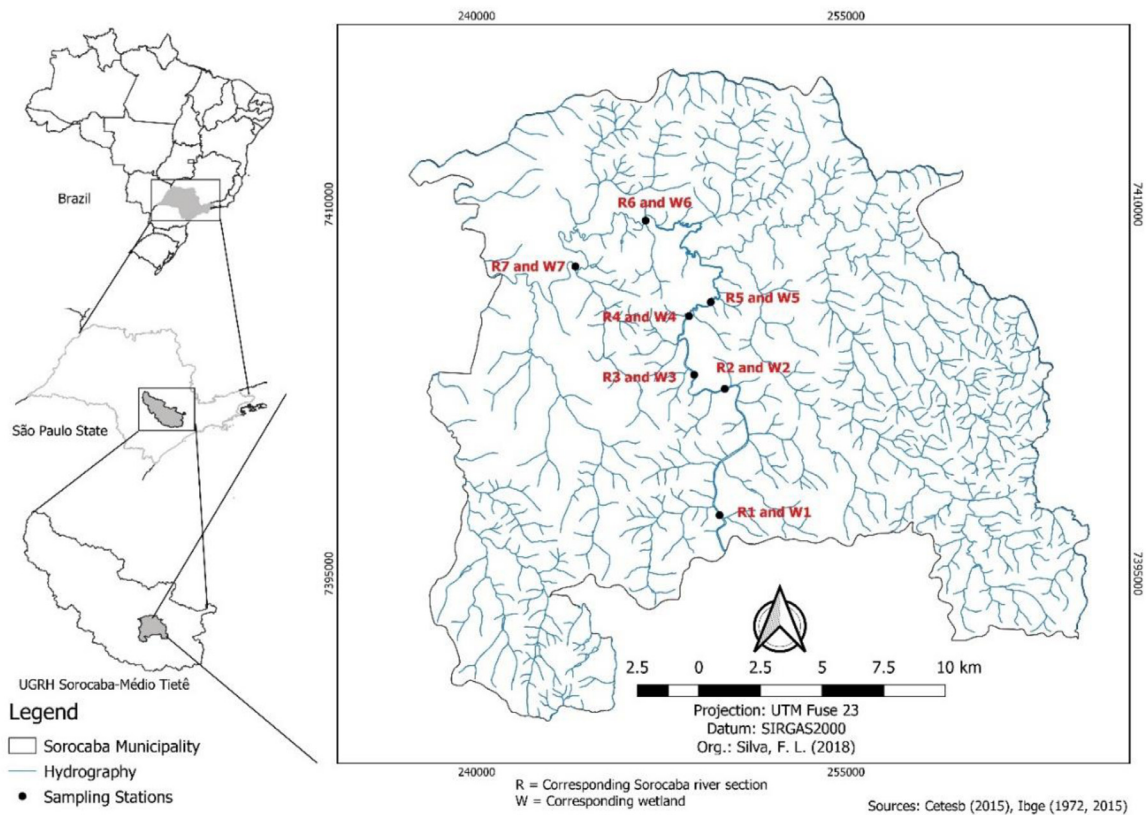 Brazil
São Paulo State
UGRH Sorocaba-Médio Tietê
Legend
Sorocaba Municipality
Hydrography
Sampling Stations
240000
255000
7410000
7410000
R6 and W6
R7 and W7
R5 and W5
R4 and W4
R3 and W3
R2 and W2
R1 and W1
7395000
7395000
2.5 0 2.5 5 7.5 10 km
Projection: UTM Fuse 23
Datum: SIRGAS2000
Org.: Silva, F. L. (2018)
240000
255000
R = Corresponding Sorocaba river section
W = Corresponding wetland
Sources: Cetesb (2015), Ibge (1972, 2015)